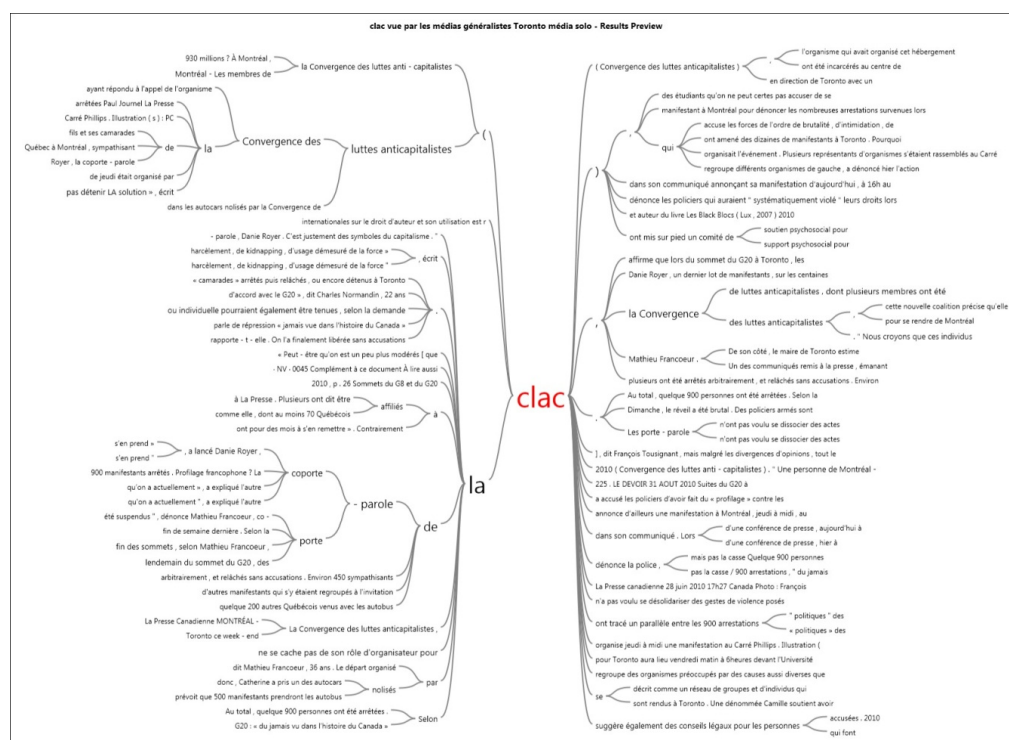 clac vue par les médias généralistes Toronto média solo - Results Preview
930 millions ? À Montréal ,
Montréal - Les membres de
la Convergence des luttes anti - capitalistes
ayant répondu à l'appel de l'organisme
arrêtées Paul Journet La Presse
Carré Phillips . Illustration ( s ) : PC
fils et ses camarades
Québec à Montréal , sympathisant
Royer , la coporte - parole
de
de jeudi était organisé par
pas détenir LA solution » , écrit
la
Convergence des
dans les autocars nolisés par la Convergence de
luttes anticapitalistes
(
internationales sur le droit d'auteur et son utilisation est r
- parole , Danie Royer . C'est justement des symboles du capitalisme . "
harcèlement , de kidnapping , d'usage démesuré de la force »
harcèlement , de kidnapping , d'usage démesuré de la force "
, écrit
« camarades » arrêtés puis relâchés , ou encore détenus à Toronto
d'accord avec le G20 » , dit Charles Normandin , 22 ans
ou individuelle pourraient également être tenues , selon la demande
parle de répression « jamais vue dans l'histoire du Canada »
rapporte - t - elle . On l'a finalement libérée sans accusations
,
« Peut - être qu'on est un peu plus modérés [ que
- NV - 0045 Complément à ce document À lire aussi
2010 , p . 26 Sommets du G8 et du G20
à La Presse . Plusieurs ont dit être
comme elle , dont au moins 70 Québécois
affiliés
ont pour des mois à s'en remettre » . Contrairement
à
s'en prend »
s'en prend "
, a lancé Danie Royer ,
900 manifestants arrêtés . Profilage francophone ? La
qu'on a actuellement » , a expliqué l'autre
qu'on a actuellement " , a expliqué l'autre
coporte
été suspendus " , dénonce Mathieu Francoeur , co -
fin de semaine dernière . Selon la
fin des sommets , selon Mathieu Francoeur ,
lendemain du sommet du G20 , des
porte
- parole
arbitrairement , et relâchés sans accusations . Environ 450 sympathisants
d'autres manifestants qui s'y étaient regroupés à l'invitation
quelque 200 autres Québécois venus avec les autobus
de
La Presse Canadienne MONTRÉAL -
Toronto ce week - end
La Convergence des luttes anticapitalistes ,
ne se cache pas de son rôle d'organisateur pour
dit Mathieu Francoeur , 36 ans . Le départ organisé
donc , Catherine a pris un des autocars
prévoit que 500 manifestants prendront les autobus
nolisés
par
Au total , quelque 900 personnes ont été arrêtées .
G20 : « du jamais vu dans l'histoire du Canada »
Selon
la
clac
( Convergence des luttes anticapitalistes )
,
l'organisme qui avait organisé cet hébergement
ont été incarcérés au centre de
en direction de Toronto avec un
)
,
des étudiants qu'on ne peut certes pas accuser de se
manifestant à Montréal pour dénoncer les nombreuses arrestations survenues lors
qui
accuse les forces de l'ordre de brutalité , d'intimidation , de
ont amené des dizaines de manifestants à Toronto . Pourquoi
organisait l'événement . Plusieurs représentants d'organismes s'étaient rassemblés au Carré
regroupe différents organismes de gauche , a dénoncé hier l'action
dans son communiqué annonçant sa manifestation d'aujourd'hui , à 16h au
dénonce les policiers qui auraient " systématiquement violé " leurs droits lors
et auteur du livre Les Black Blocs ( Lux , 2007 ) 2010
ont mis sur pied un comité de
soutien psychosocial pour
support psychosocial pour
,
affirme que lors du sommet du G20 à Toronto , les
Danie Royer , un dernier lot de manifestants , sur les centaines
la Convergence
de luttes anticapitalistes , dont plusieurs membres ont été
des luttes anticapitalistes
,
cette nouvelle coalition précise qu'elle
pour se rendre de Montréal
. " Nous croyons que ces individus
Mathieu Francoeur ,
De son côté , le maire de Toronto estime
Un des communiqués remis à la presse , émanant
plusieurs ont été arrêtés arbitrairement , et relâchés sans accusations . Environ
.
Au total , quelque 900 personnes ont été arrêtées . Selon la
Dimanche , le réveil a été brutal . Des policiers armés sont
Les porte - parole
n'ont pas voulu se dissocier des actes
n'ont pas voulu se dissocier des actes
] , dit François Tousignant , mais malgré les divergences d'opinions , tout le
2010 ( Convergence des luttes anti - capitalistes ) . " Une personne de Montréal -
225 . LE DEVOIR 31 AOUT 2010 Suites du G20 à
a accusé les policiers d'avoir fait du « profilage » contre les
annonce d'ailleurs une manifestation à Montréal , jeudi à midi , au
dans son communiqué . Lors
d'une conférence de presse , aujourd'hui à
d'une conférence de presse , hier à
dénonce la police ,
mais pas la casse Quelque 900 personnes
pas la casse / 900 arrestations , " du jamais
La Presse canadienne 28 juin 2010 17h27 Canada Photo : François
n'a pas voulu se désolidariser des gestes de violence posés
ont tracé un parallèle entre les 900 arrestations
" politiques " des
« politiques » des
organise jeudi à midi une manifestation au Carré Phillips . Illustration (
pour Toronto aura lieu vendredi matin à 6heures devant l'Université
regroupe des organismes préoccupés par des causes aussi diverses que
se
décrit comme un réseau de groupes et d'individus qui
sont rendus à Toronto . Une dénommée Camille soutient avoir
suggère également des conseils légaux pour les personnes
accusées . 2010
qui font